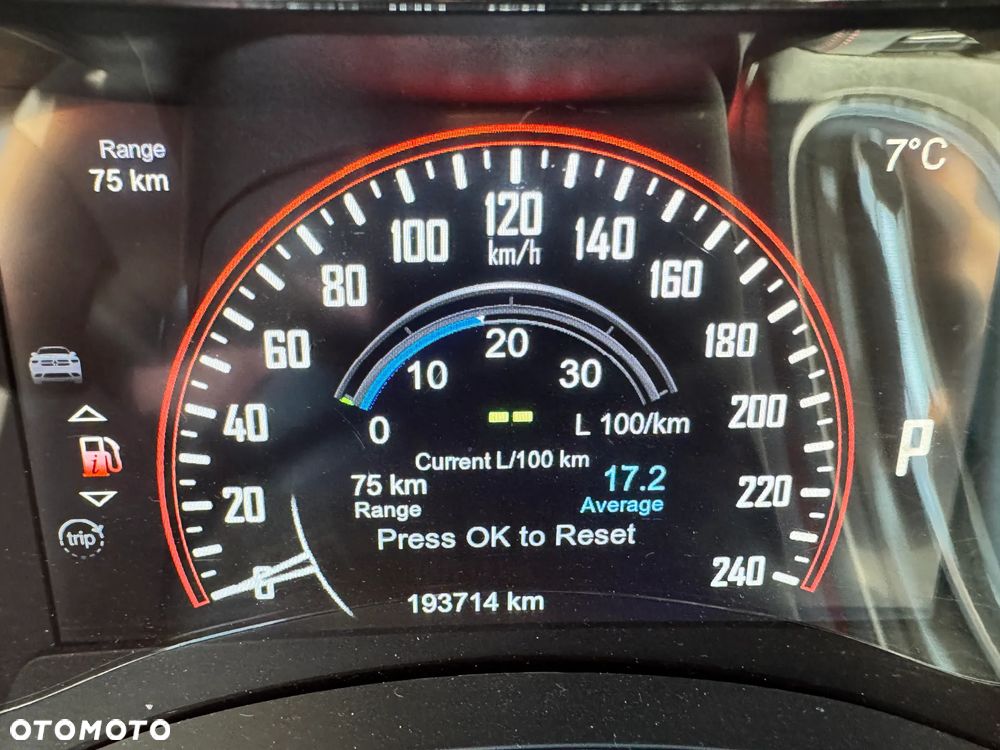 Range
75 km
7°C
0
20
40
60
80
100
120
km/h
140
160
180
200
220
240
0
10
20
30
L 100/km
Current L/100 km
75 km
Range
17.2
Average
Press OK to Reset
193714 km
trip
P
OTOMOTO